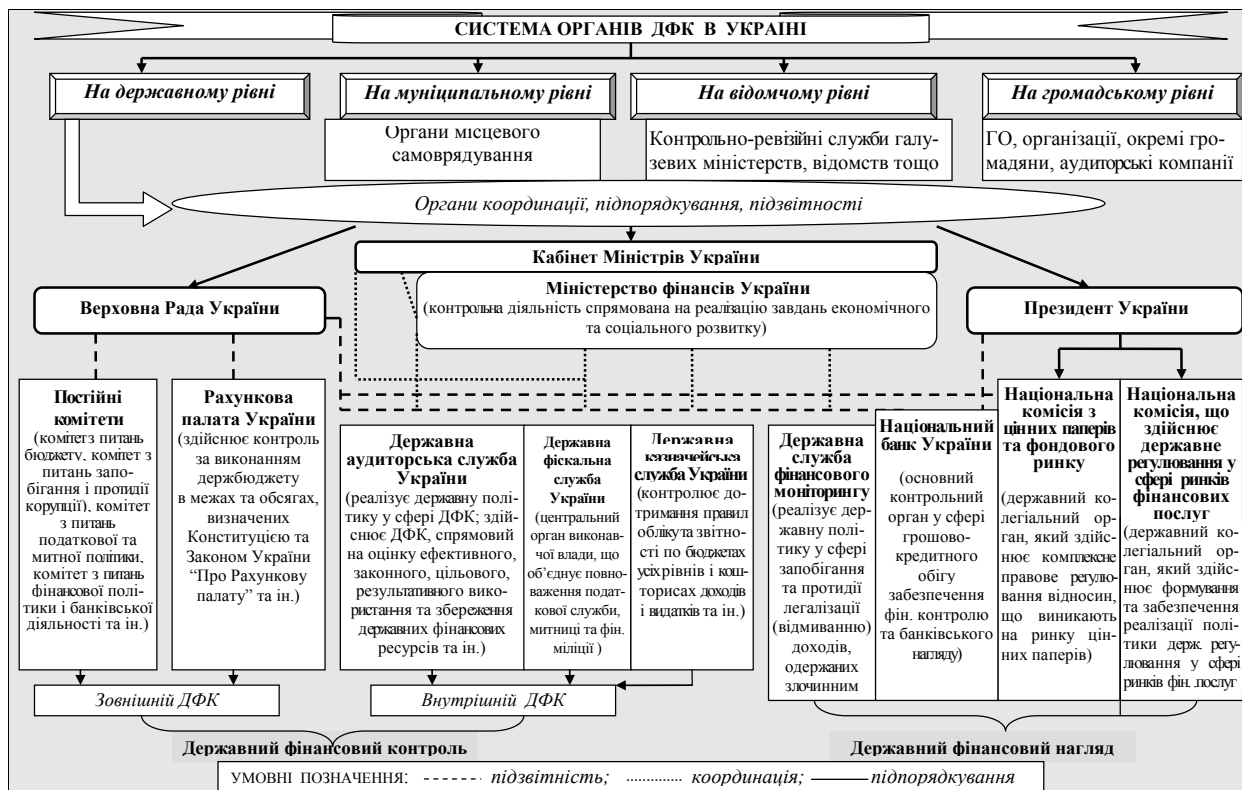 СИСТЕМА ОРГАНІВ ДФК В УКРАЇНІ
На державному рівні
На муніципальному рівні
На відомчому рівні
На громадському рівні
Органи місцевого
самоврядування
Контрольно-ревізійні служби галу-
зевих міністерств, відомств тощо
ГО, організації, окремі гро-
мадяни, аудиторські компанії
Органи координації, підпорядкування, підзвітності
Кабінет Міністрів України
Міністерство фінансів України
(контрольна діяльність спрямована на реалізацію завдань економічного
та соціального розвитку)
Верховна Рада України
Президент України
Постійні
комітети
(комітет з питань
бюджету, комітет з
питань запо-
бігання і протидії
корупції), комітет
з питань
податкової та
митної політики,
комітет з питань
фінансової полі-
тики і банківської
діяльності та ін.)
Рахункова
палата України
(здійснює контроль
за виконанням
держбюджету
в межах та обсягах,
визначених
Конституцією та
Законом України
“Про Рахункову
палату” та ін.)
Державна
аудиторська служба
України
(реалізує державну полі-
тику у сфері ДФК; здій-
снює ДФК, спрямовий
на оцінку ефективного,
законного, цільового,
результативного вико-
ристання та збереження
державних фінансових
ресурсів та ін.)
Державна
фіскальна
служба
України
(центральний
орган виконав-
чої влади, що
об’єднує повно-
важення подат-
кової служби,
митниці та фін.
міліції )
Державна
казначейська
служба України
(контролює до-
тримання правил
обліку та звітно-
сті по бюджетах
усіх рівнів і кош-
торисах доходів
і видатків та ін.)
Державна
служба
фінансового
моніторингу
(реалізує дер-
жавну полі-
тику у сфері
запобігання
та протидії
легалізації
(відмиванню)
доходів,
одержаних
злочинним
Національний
банк України
(основний
контрольний
орган у сфері
грошово-
кредитного
обігу
забезпечення
фін. контролю
та банківського
нагляду)
Національна
комісія з
цінних паперів
та фондового
ринку
(державний ко-
легіальний ор-
ган, який здій-
снює комплексне
правове регулю-
вання відносин,
що виникають
на ринку цін-
них паперів)
Національна
комісія, що
здійснює
державне
регулювання у
сфері ринків
фінансових
послуг
(державний ко-
легіальний ор-
ган, який здійс-
нює формування
та забезпечення
реалізації полі-
тики держ. регу-
лювання у сфері
ринків фін. .послуг
Зовнішній ДФК
Внутрішній ДФК
Державний фінансовий контроль
Державний фінансовий нагляд
УМОВНІ ПОЗНАЧЕННЯ: підзвітність; координація; підпорядкування